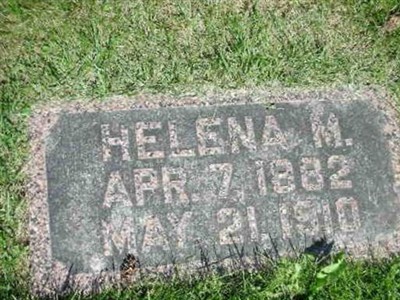 HELENA M.
APR. 7, 1882
MAY 21, 1910